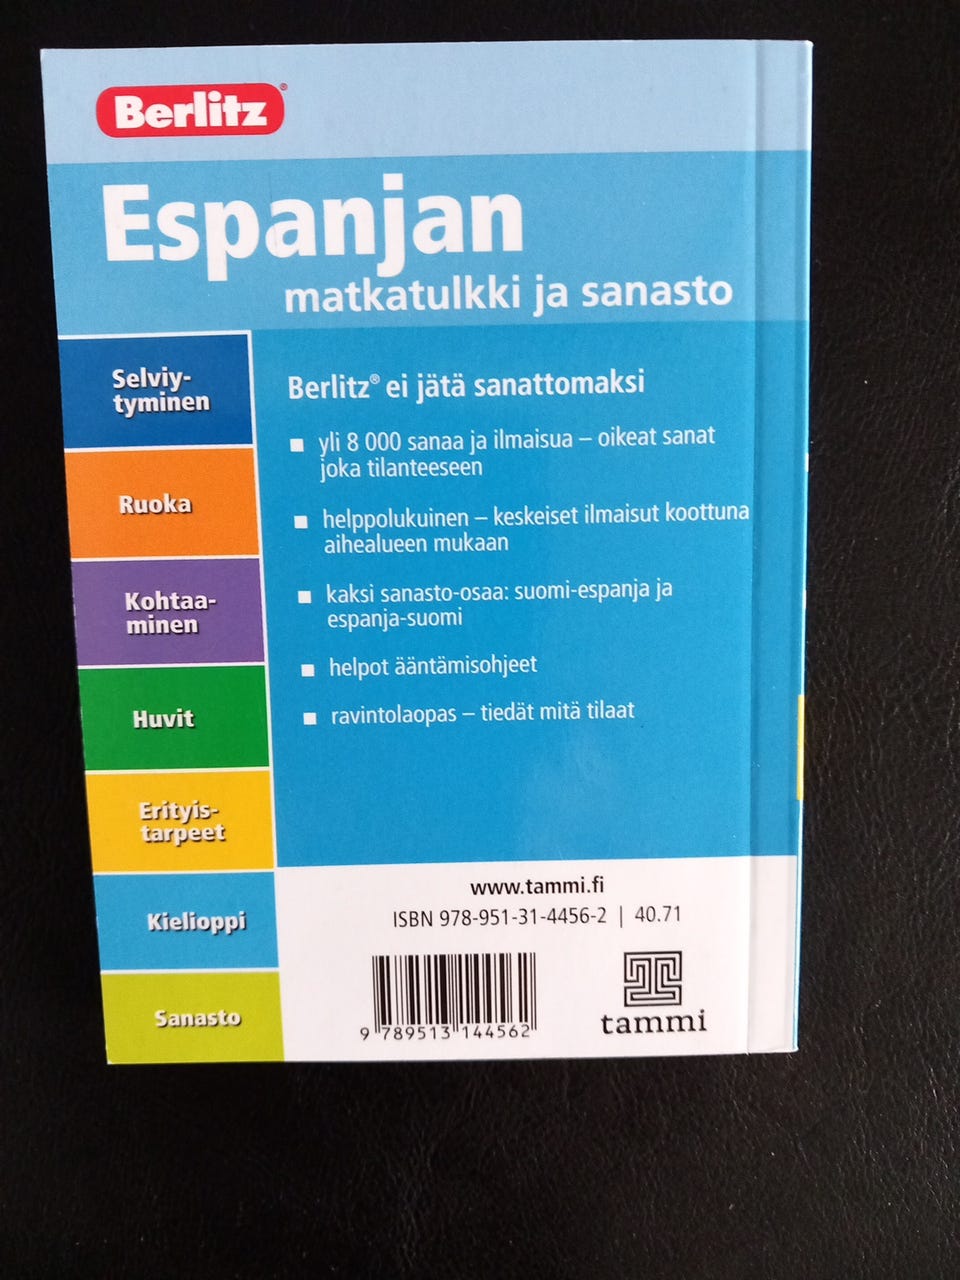 Berlitz®
Espanjan
matkatulkki ja sanasto
Selviy-
tyminen
Ruoka
Kohtaa-
minen
Huvit
Erityis-
tarpeet
Kielioppi
Sanasto
Berlitz® ei jätä sanattomaksi
yli 8 000 sanaa ja ilmaisua – oikeat sanat
joka tilanteeseen
helppolukuinen – keskeiset ilmaisut koottuna
aihealueen mukaan
kaksi sanasto-osaa: suomi-espanja ja
espanja-suomi
helpot ääntämisohjeet
ravintolaopas – tiedät mitä tilaat
www.tammi.fi
ISBN 978-951-31-4456-2 | 40.71
9 789513 144562
tammi